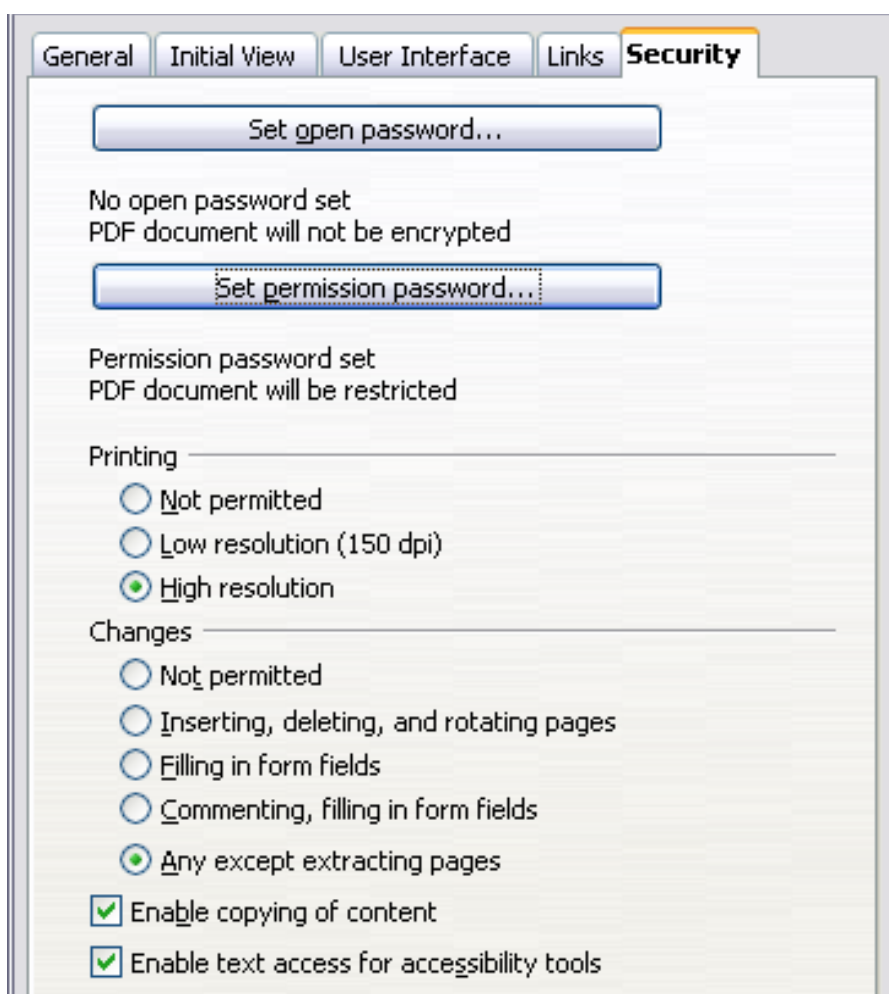 General Initial View User Interface Links Security
Set open password...
No open password set
PDF document will not be encrypted
Set permission password...
Permission password set
PDF document will be restricted
Printing
Not permitted
Low resolution (150 dpi)
High resolution
Changes
Not permitted
Inserting, deleting, and rotating pages
Filling in form fields
Commenting, filling in form fields
Any except extracting pages
Enable copying of content
Enable text access for accessibility tools